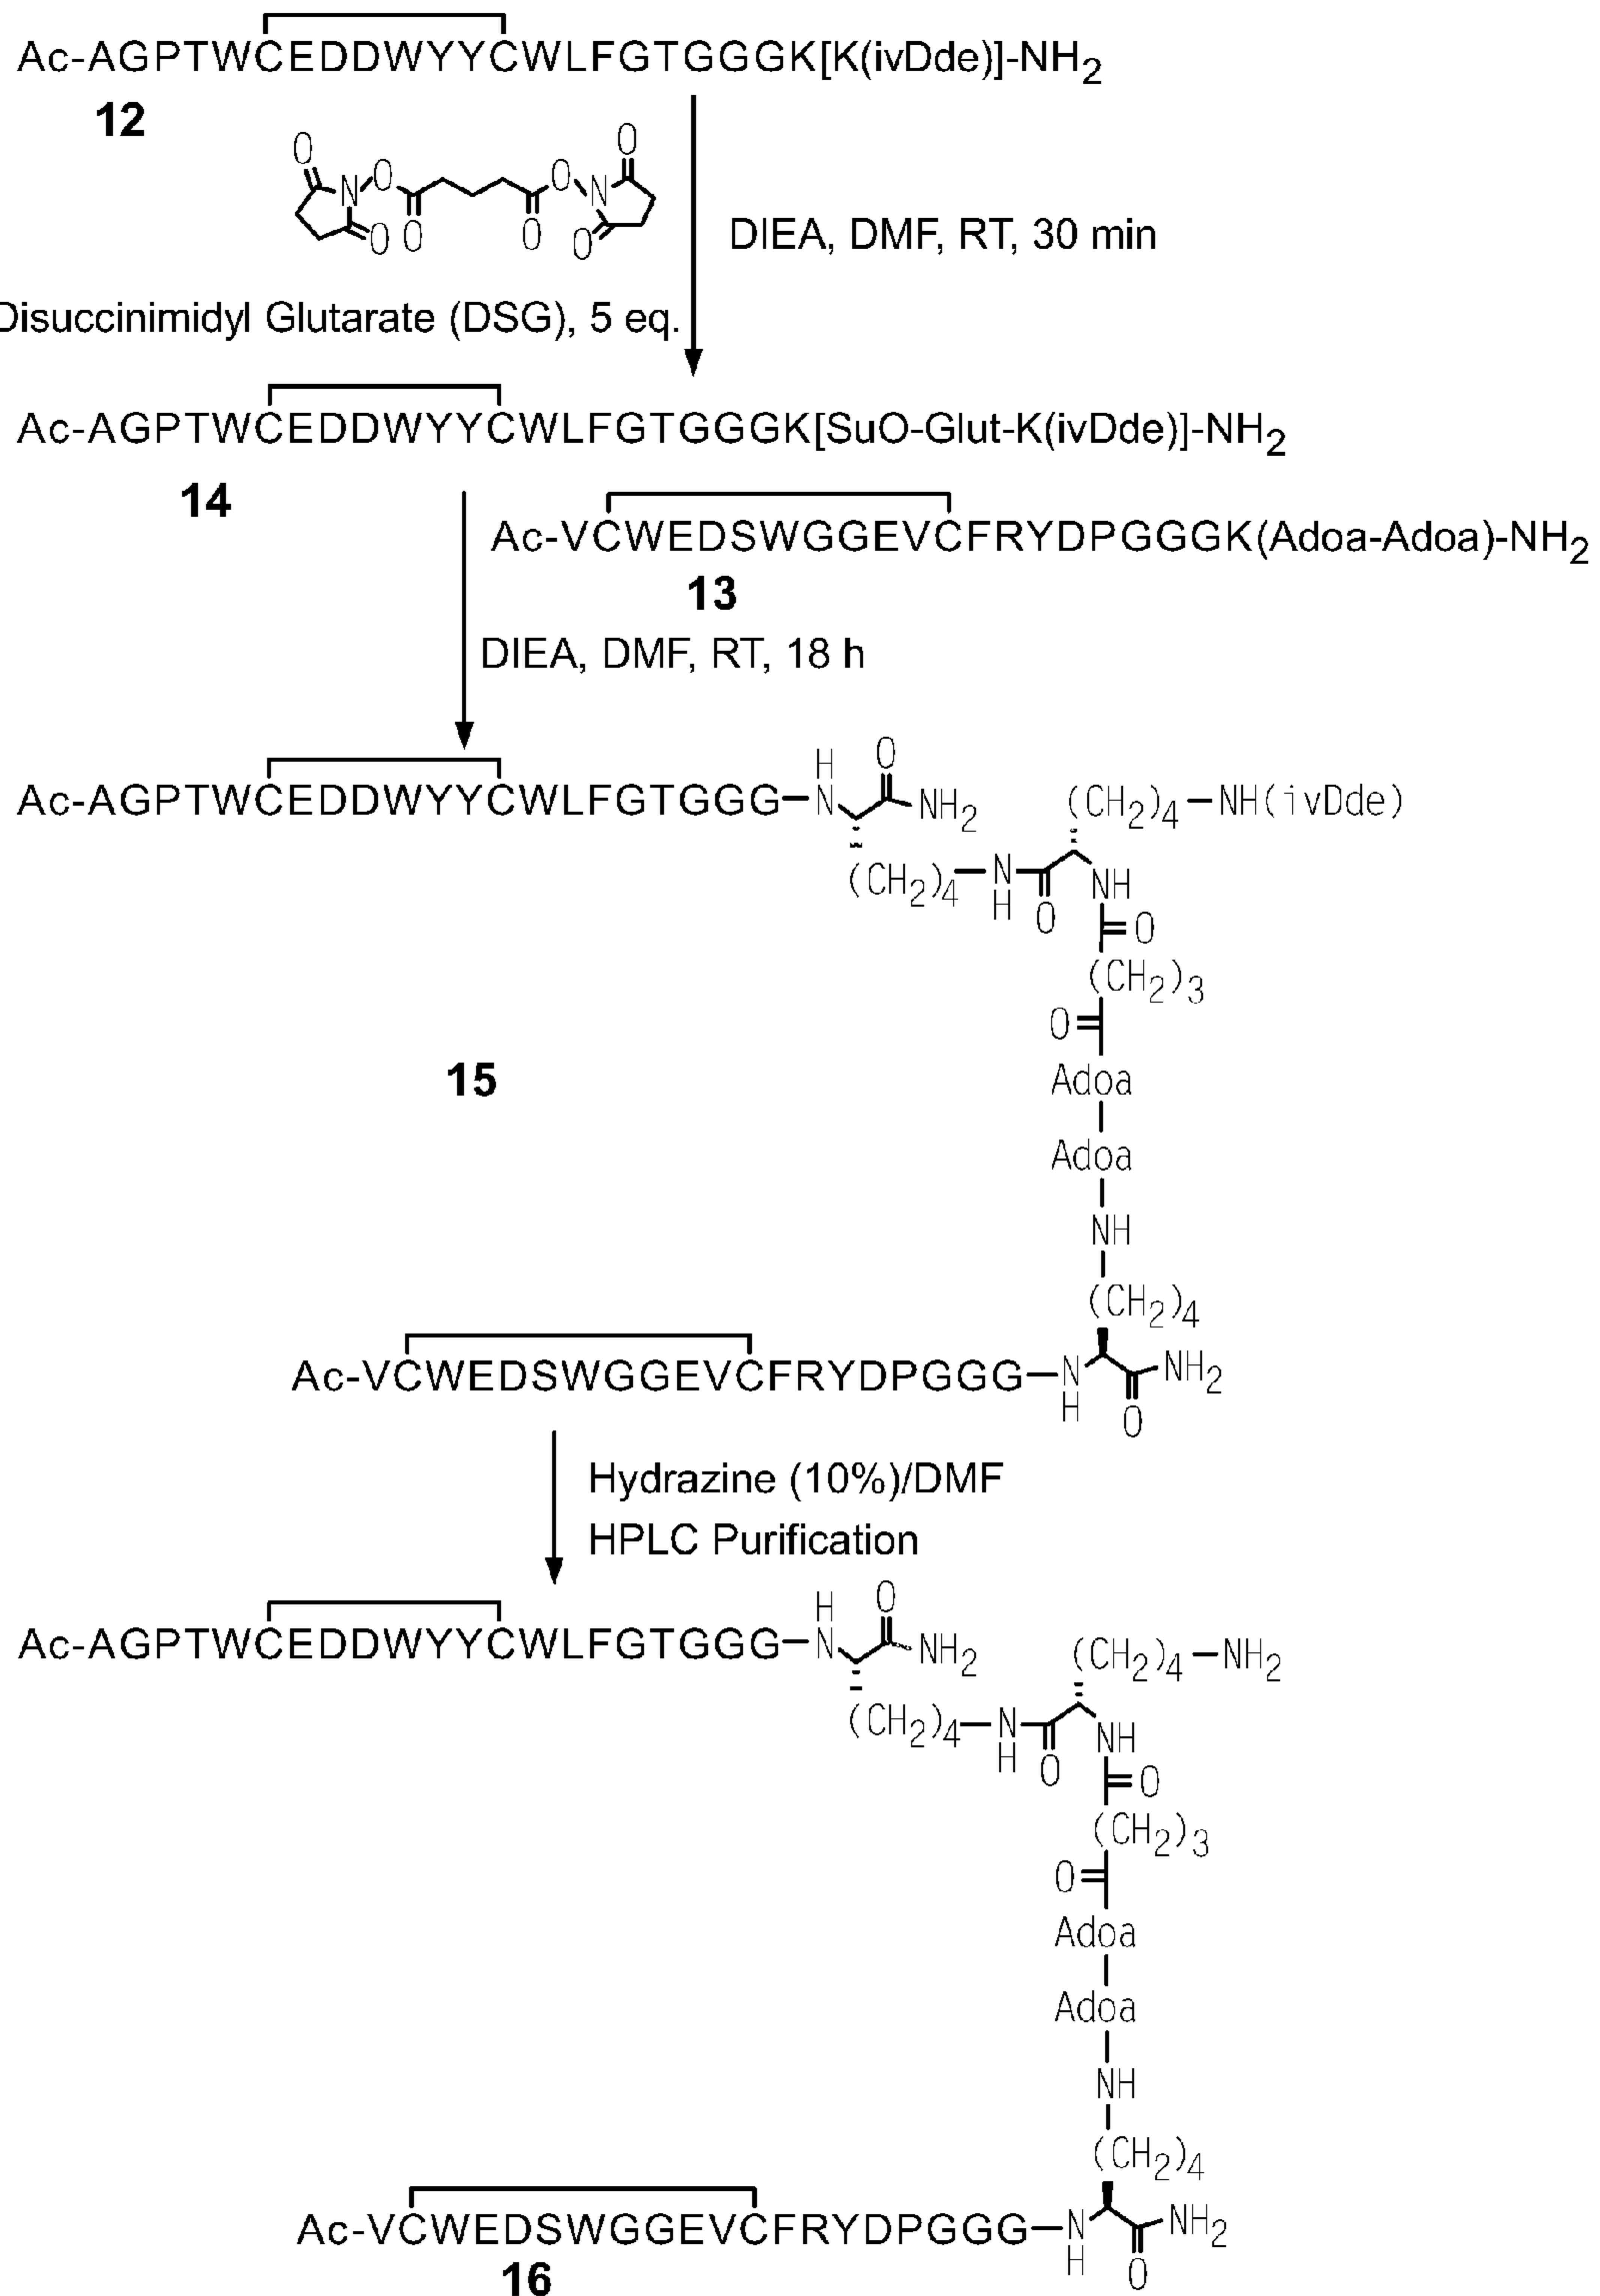 Ac-AGPTWCEDDWYYCWLFGTGGGK[K(ivDde)]-NH2
12
O O
N O O N
O O O O
DIEA, DMF, RT, 30 min
Disuccinimidyl Glutarate (DSG), 5 eq.
Ac-AGPTWCEDDWYYCWLFGTGGGK[SuO-Glut-K(ivDde)]-NH2
14
Ac-VCWEDSWGGEVCFRYDPGGGK(Adoa-Adoa)-NH2
13
DIEA, DMF, RT, 18 h
H O
Ac-AGPTWCEDDWYYCWLFGTGGG-N NH2 (CH2)4-NH(ivDde)
(CH2)4-N NH
H O =O
(CH2)3
O=
15 Adoa
Adoa
NH
(CH2)4
Ac-VCWEDSWGGEVCFRYDPGGG-N NH2
H O
Hydrazine (10%)/DMF
HPLC Purification
H O
Ac-AGPTWCEDDWYYCWLFGTGGG-N NH2 (CH2)4-NH2
(CH2)4-N NH
H O =O
(CH2)3
O=
Adoa
Adoa
NH
(CH2)4
Ac-VCWEDSWGGEVCFRYDPGGG-N NH2
16 H O